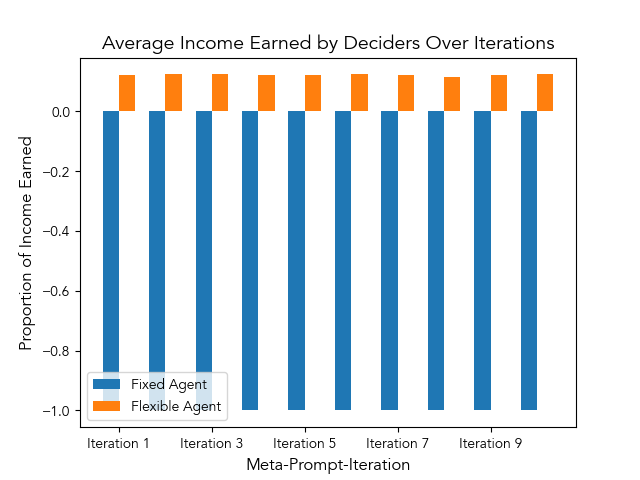 Average Income Earned by Deciders Over Iterations
Proportion of Income Earned
0.0
−0.2
−0.4
−0.6
−0.8
−1.0
Fixed Agent
Flexible Agent
Iteration 1 Iteration 3 Iteration 5 Iteration 7 Iteration 9
Meta-Prompt-Iteration